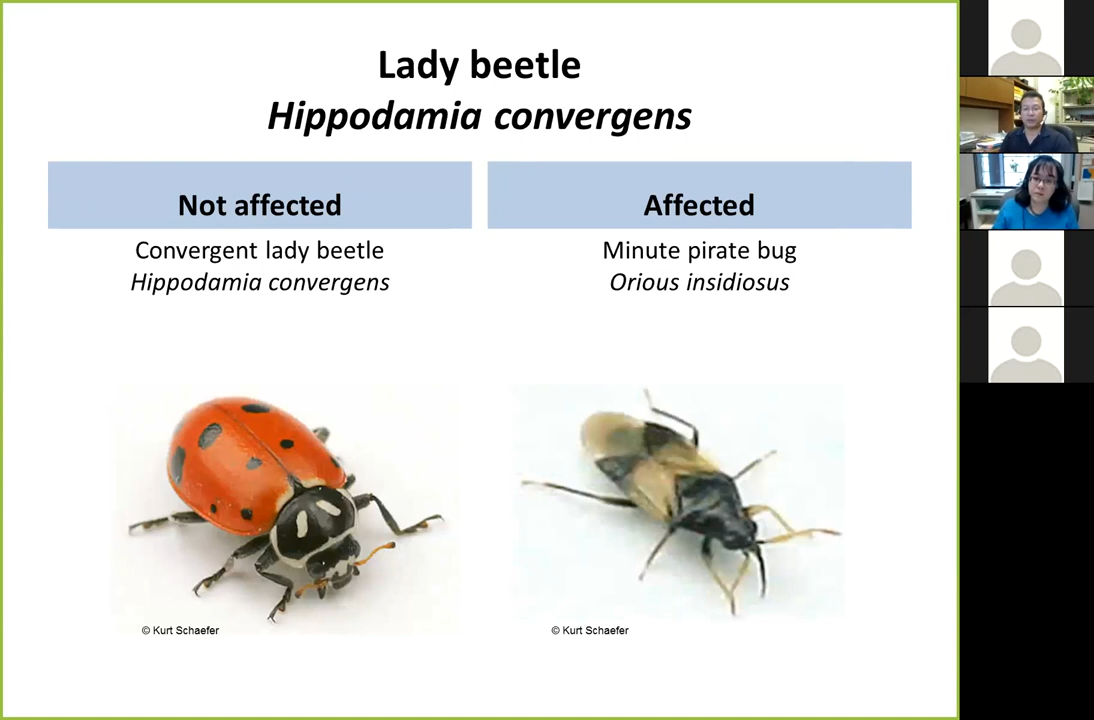 Lady beetle
Hippodamia convergens
Not affected
Affected
Convergent lady beetle
Hippodamia convergens
Minute pirate bug
Orious insidiosus
© Kurt Schaefer
© Kurt Schaefer